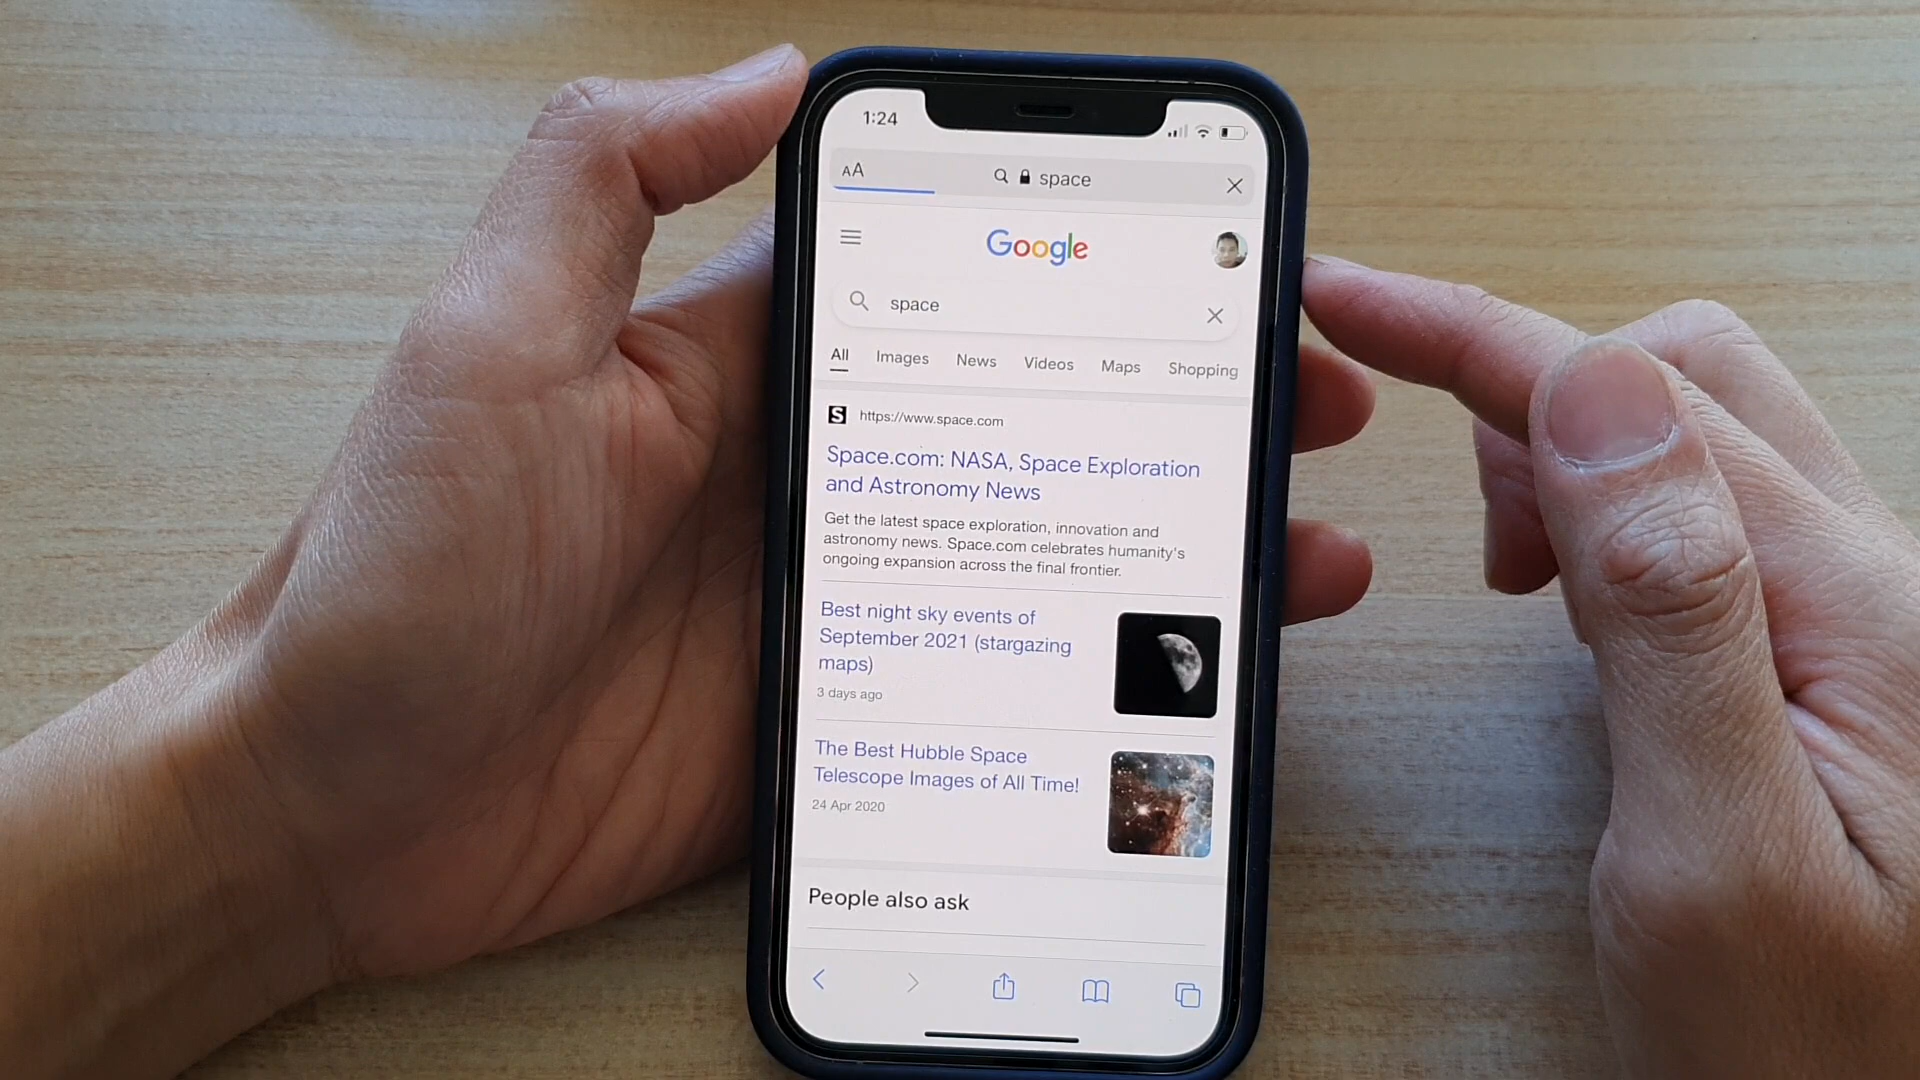 1:24
AA space
Google
space
All Images News Videos Maps Shopping
S https://www.space.com
Space.com: NASA, Space Exploration
and Astronomy News
Get the latest space exploration, innovation and
astronomy news. Space.com celebrates humanity's
ongoing expansion across the final frontier.
Best night sky events of
September 2021 (stargazing
maps)
3 days ago
The Best Hubble Space
Telescope Images of All Time!
24 Apr 2020
People also ask